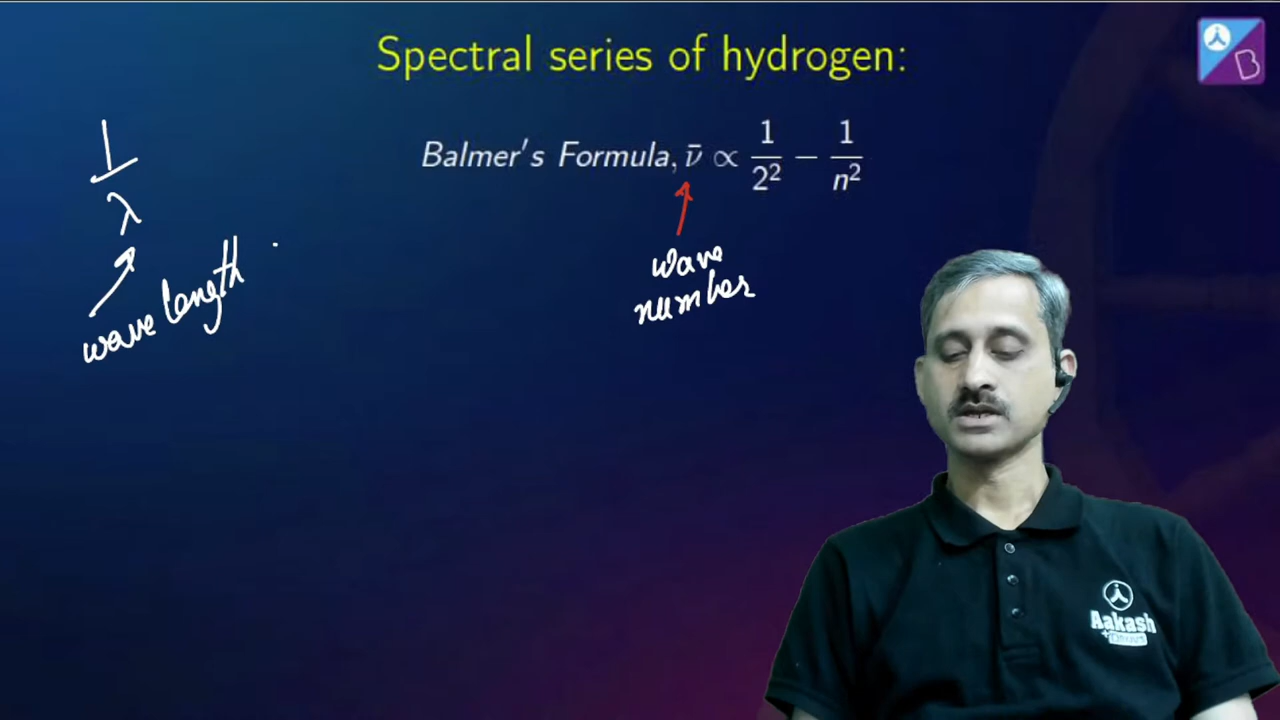 Spectral series of hydrogen:
Balmer's Formula, ν̄ ∝ 1/2² − 1/n²
1/λ
wave length
wave
number
B
Aakash